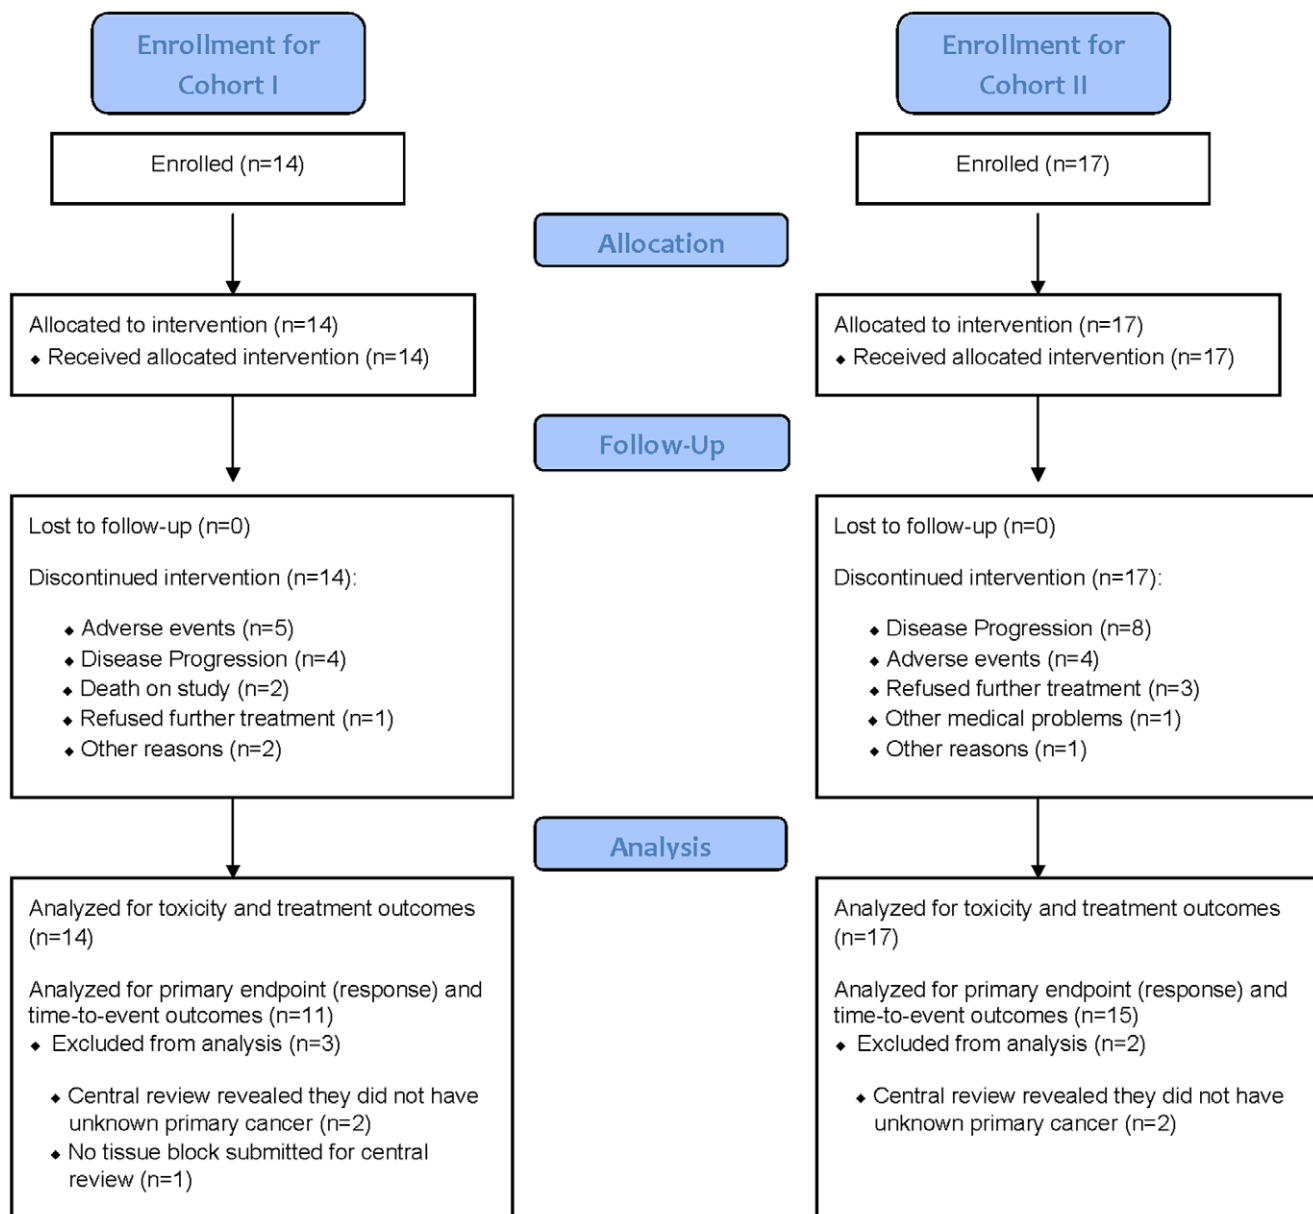 Enrollment for
Cohort I
Enrolled (n=14)
Allocated to intervention (n=14)
⬥ Received allocated intervention (n=14)
Lost to follow-up (n=0)
Discontinued intervention (n=14):
⬥ Adverse events (n=5)
⬥ Disease Progression (n=4)
⬥ Death on study (n=2)
⬥ Refused further treatment (n=1)
⬥ Other reasons (n=2)
Analyzed for toxicity and treatment outcomes
(n=14)
Analyzed for primary endpoint (response) and
time-to-event outcomes (n=11)
⬥ Excluded from analysis (n=3)
⬥ Central review revealed they did not have
unknown primary cancer (n=2)
⬥ No tissue block submitted for central
review (n=1)
Allocation
Follow-Up
Analysis
Enrollment for
Cohort II
Enrolled (n=17)
Allocated to intervention (n=17)
⬥ Received allocated intervention (n=17)
Lost to follow-up (n=0)
Discontinued intervention (n=17):
⬥ Disease Progression (n=8)
⬥ Adverse events (n=4)
⬥ Refused further treatment (n=3)
⬥ Other medical problems (n=1)
⬥ Other reasons (n=1)
Analyzed for toxicity and treatment outcomes
(n=17)
Analyzed for primary endpoint (response) and
time-to-event outcomes (n=15)
⬥ Excluded from analysis (n=2)
⬥ Central review revealed they did not have
unknown primary cancer (n=2)